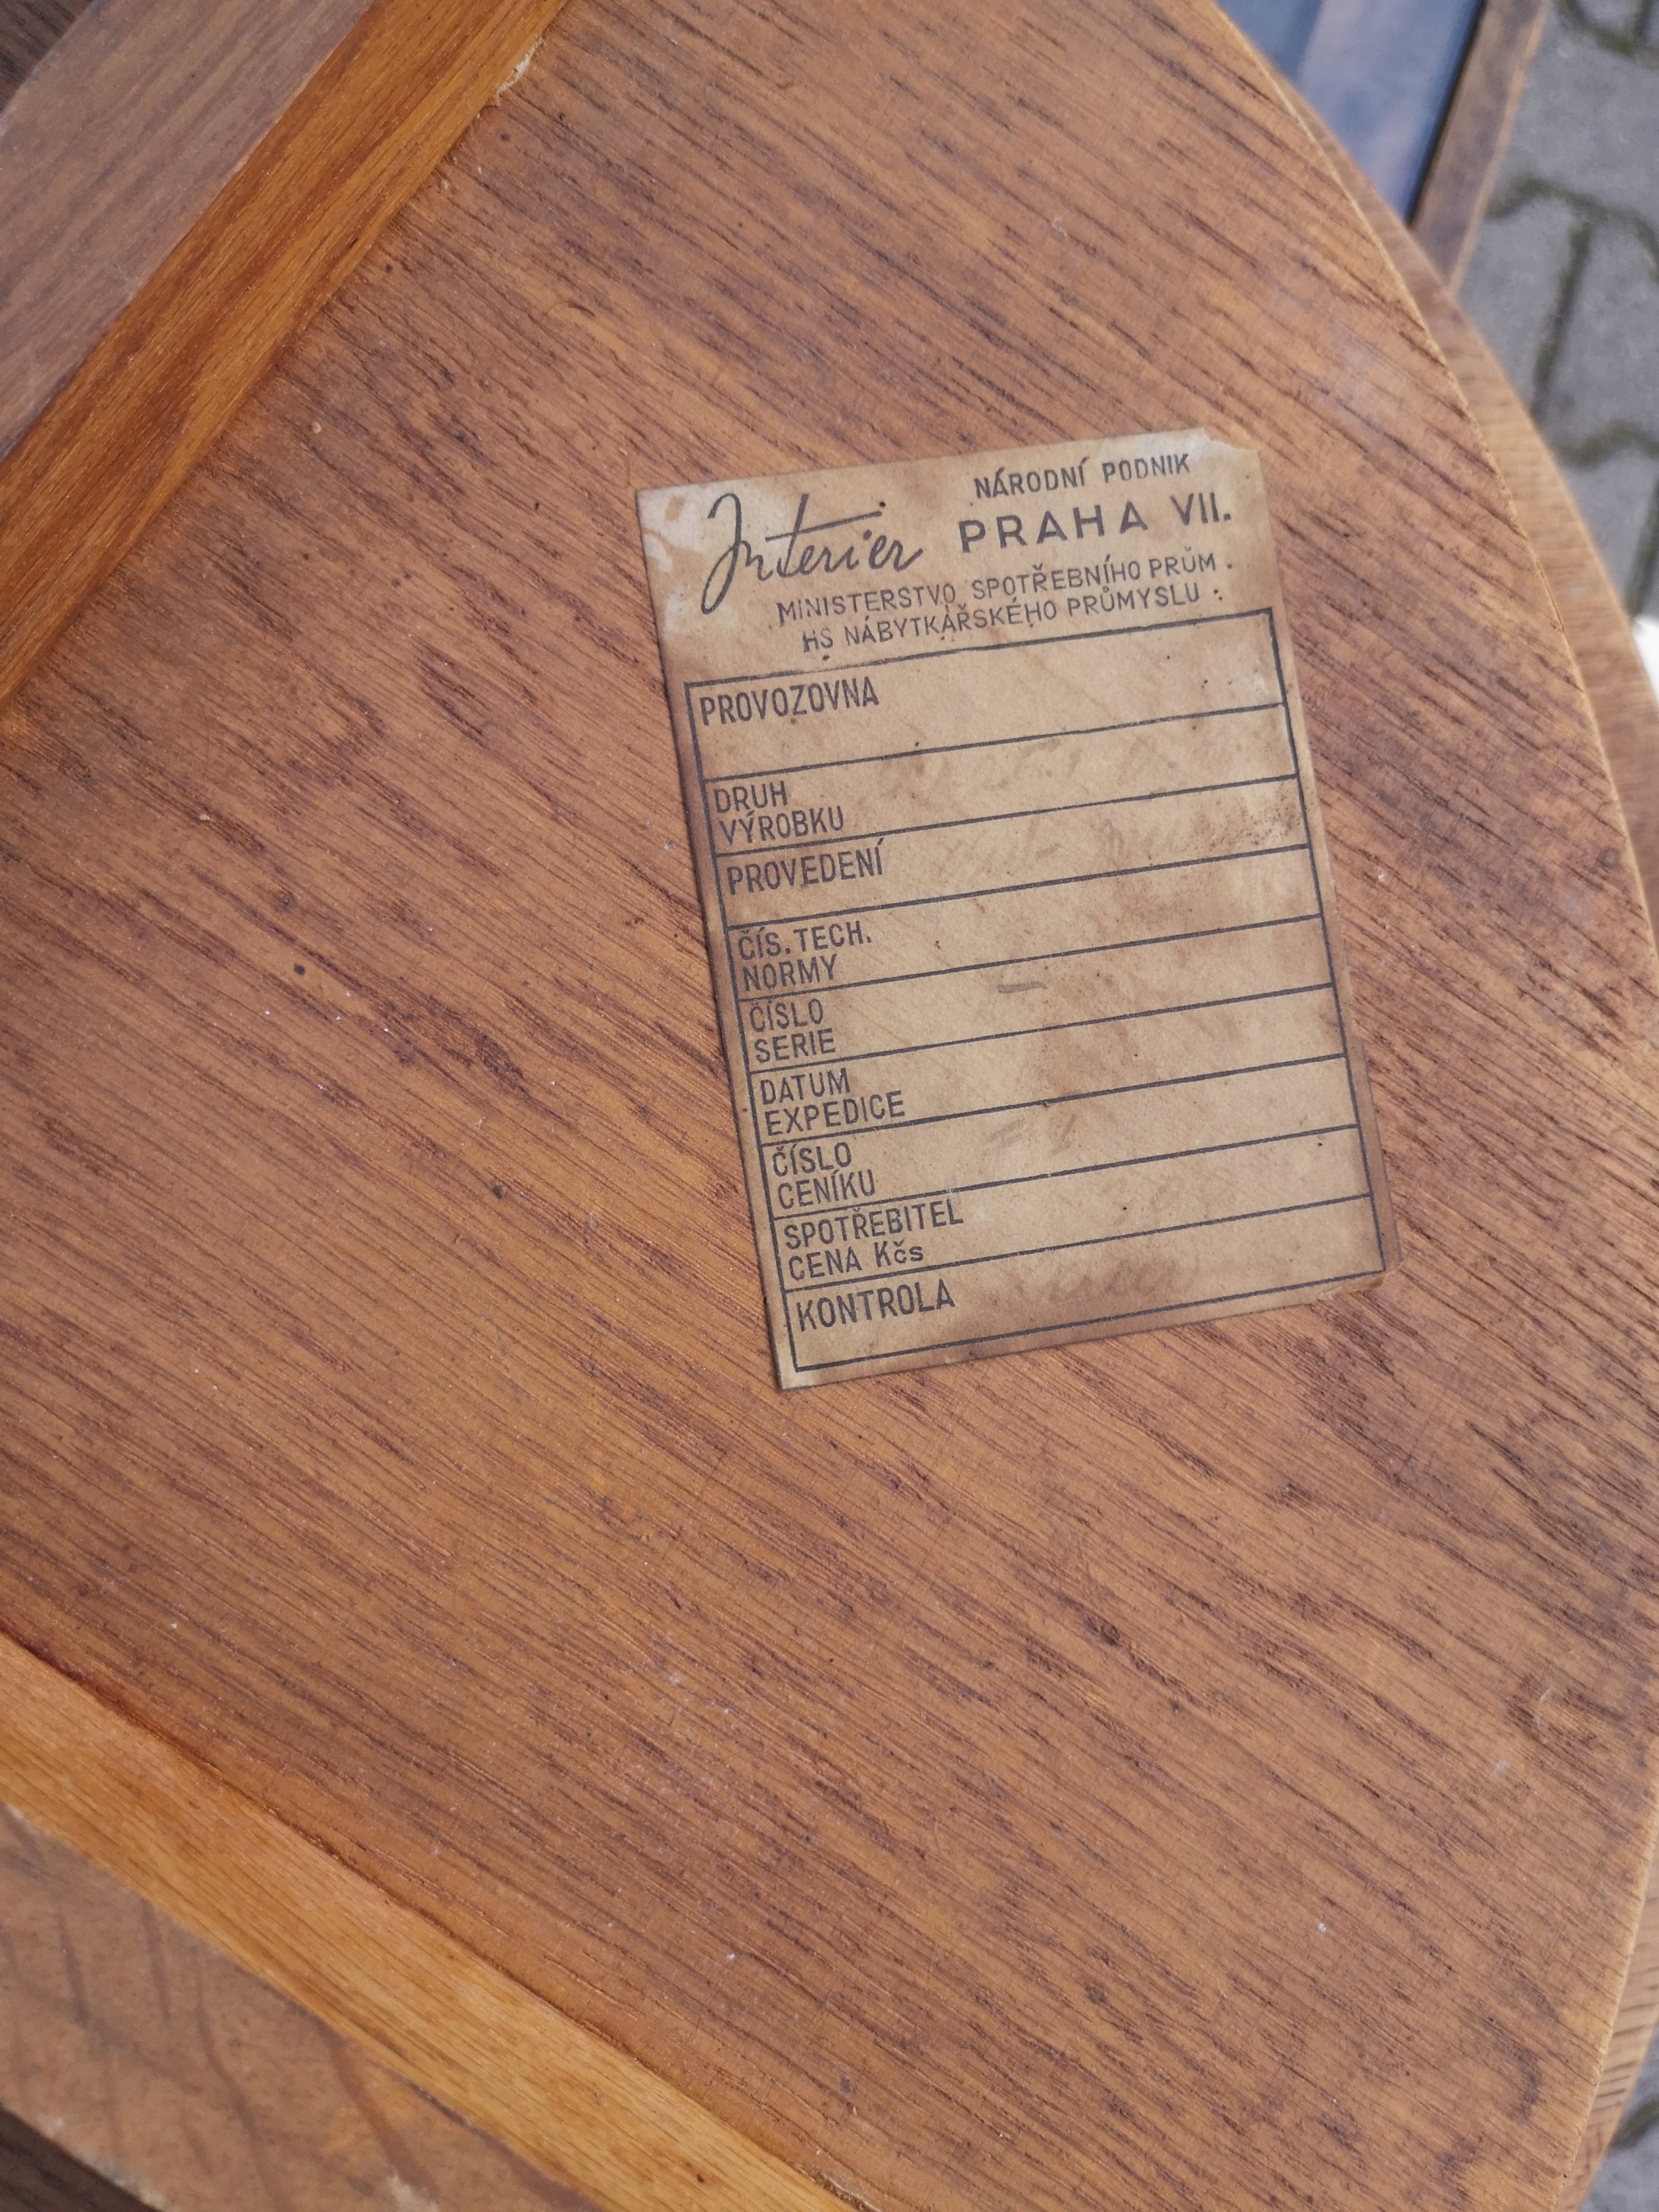 Interier
NÁRODNÍ PODNIK
PRAHA VII.
MINISTERSTVO SPOTŘEBNÍHO PRŮM.
HS NÁBYTKÁŘSKÉHO PRŮMYSLU :
PROVOZOVNA
DRUH
VÝROBKU
PROVEDENÍ
ČÍS. TECH.
NORMY
ČÍSLO
SERIE
DATUM
EXPEDICE
ČÍSLO
CENÍKU
SPOTŘEBITEL
CENA Kčs
KONTROLA